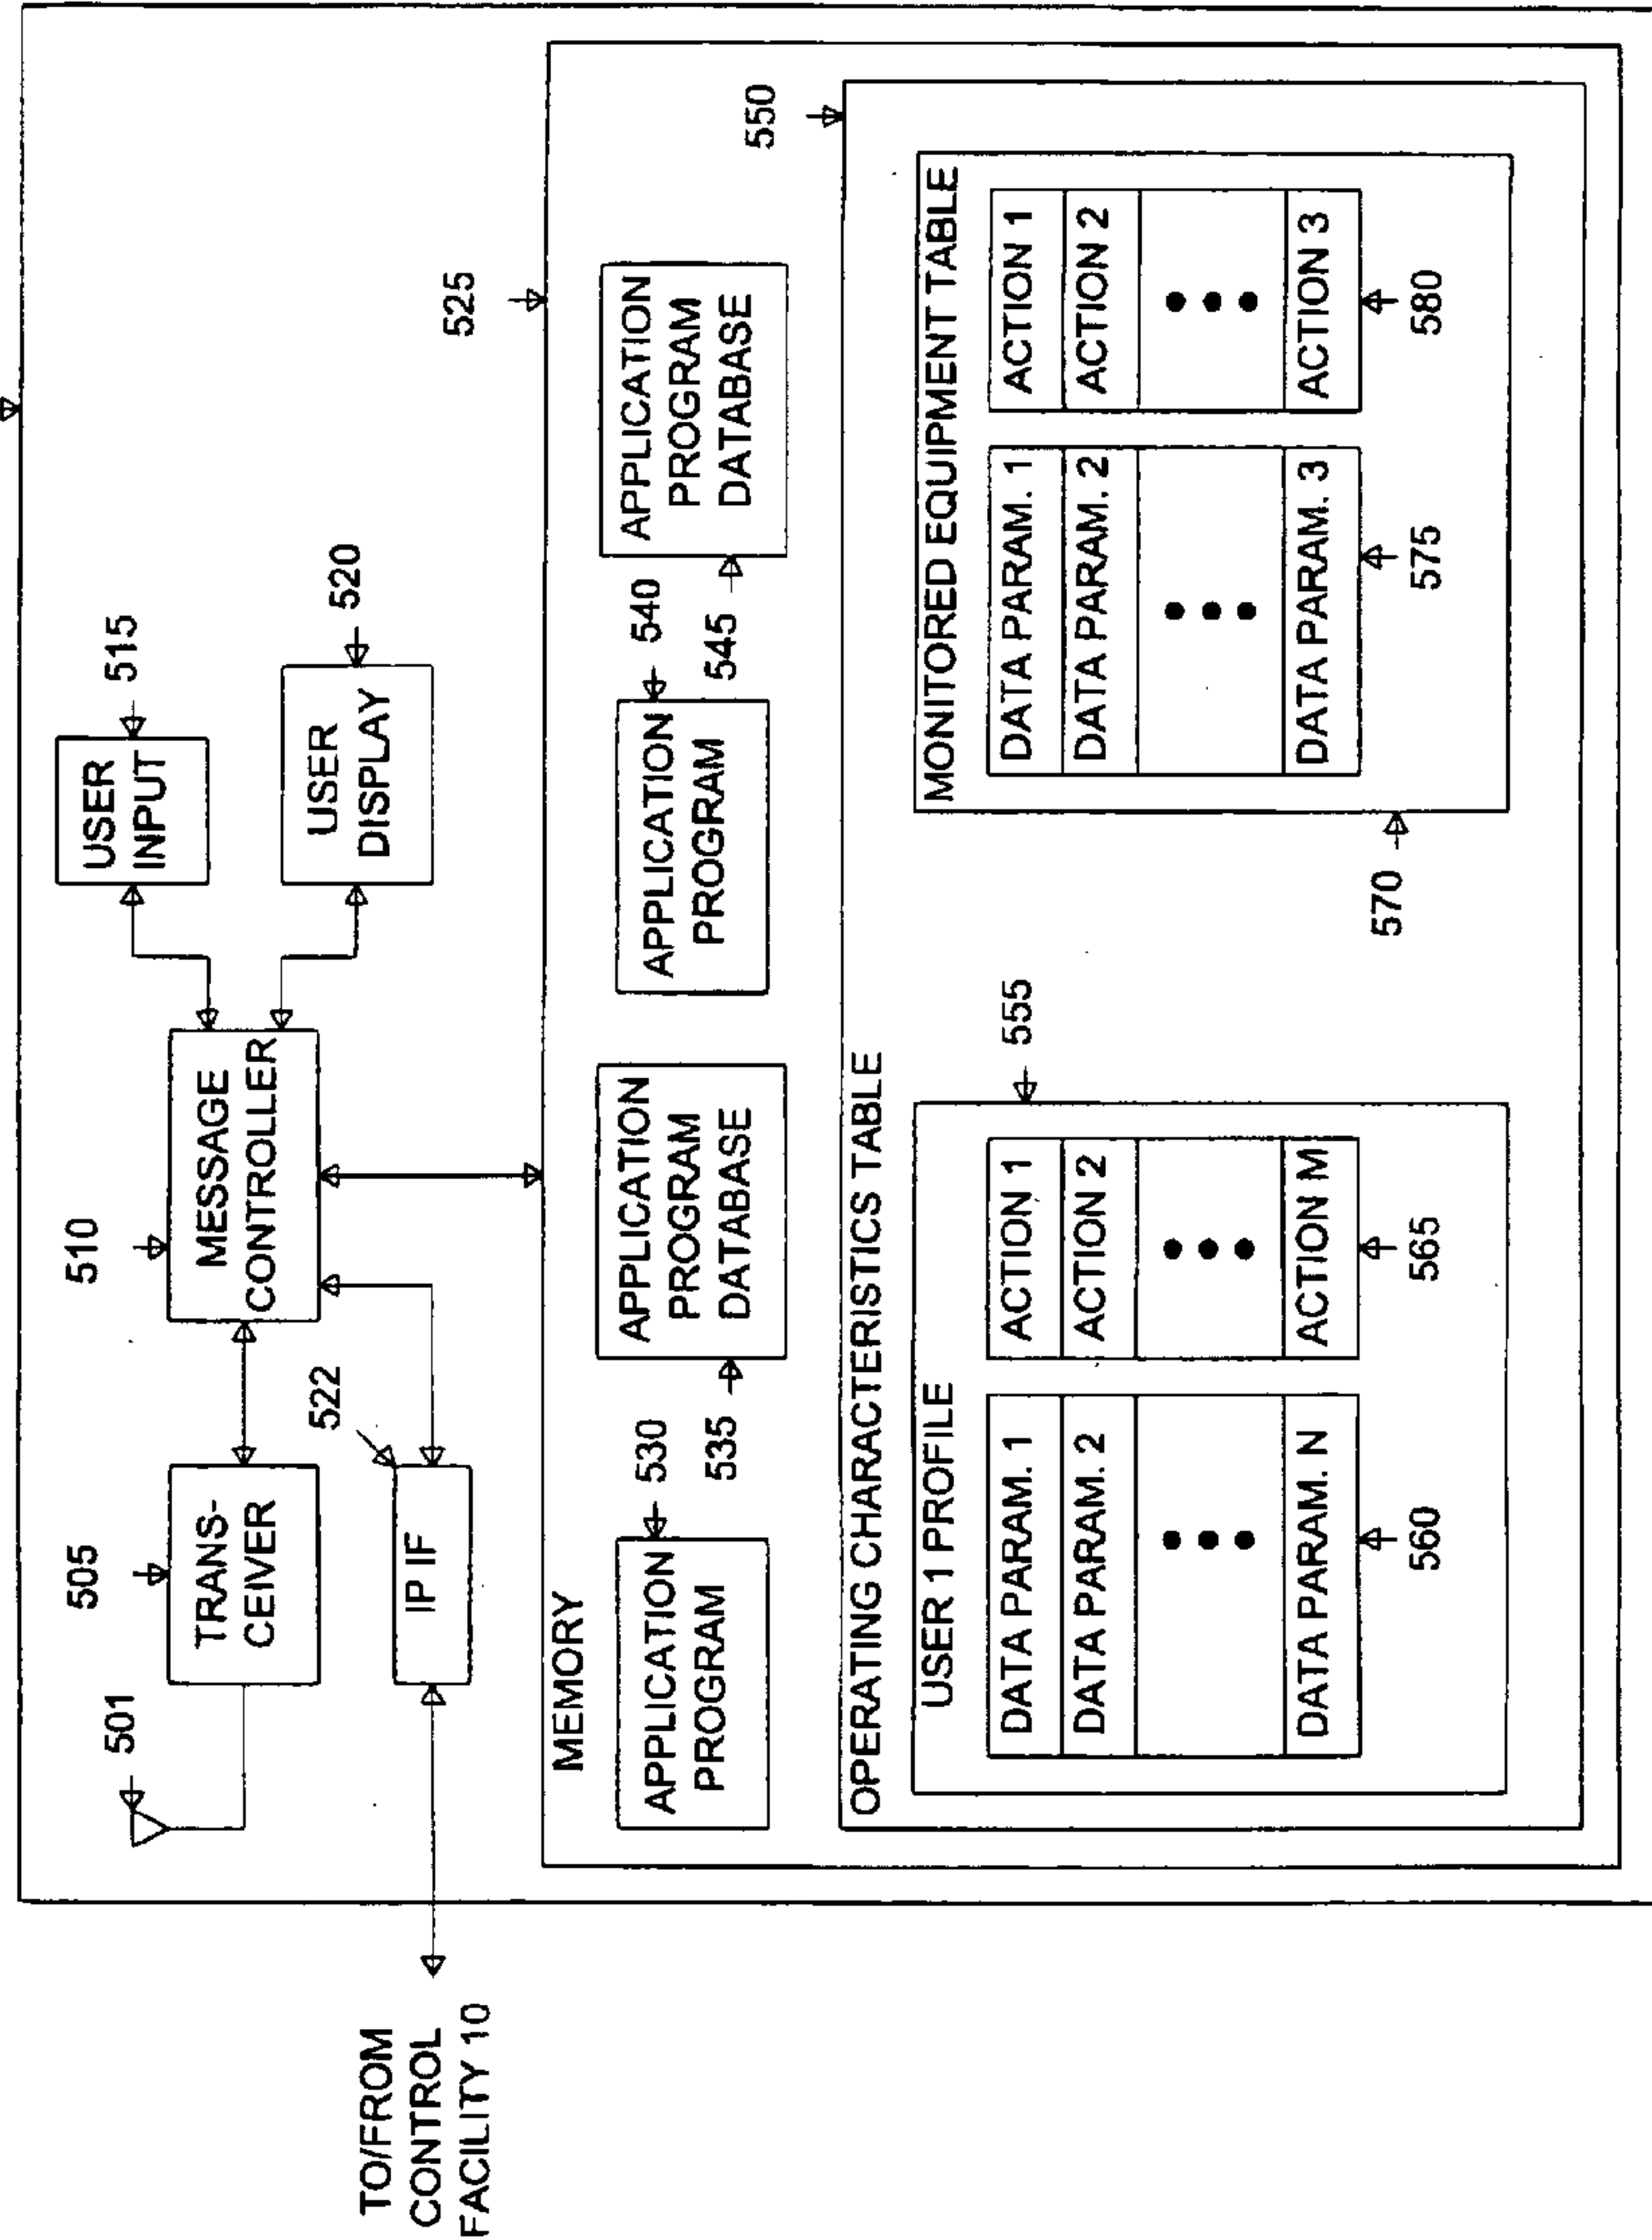 501
505
TRANS-
CEIVER
510
MESSAGE
CONTROLLER
USER
INPUT
515
USER
DISPLAY
520
522
IP IF
TO/FROM
CONTROL
FACILITY 10
525
MEMORY
APPLICATION
PROGRAM
530
535
APPLICATION
PROGRAM
DATABASE
APPLICATION
PROGRAM
540
545
APPLICATION
PROGRAM
DATABASE
550
OPERATING CHARACTERISTICS TABLE
USER 1 PROFILE
555
DATA PARAM. 1
DATA PARAM. 2
DATA PARAM. N
560
ACTION 1
ACTION 2
ACTION M
565
570
MONITORED EQUIPMENT TABLE
DATA PARAM. 1
DATA PARAM. 2
DATA PARAM. 3
575
ACTION 1
ACTION 2
ACTION 3
580